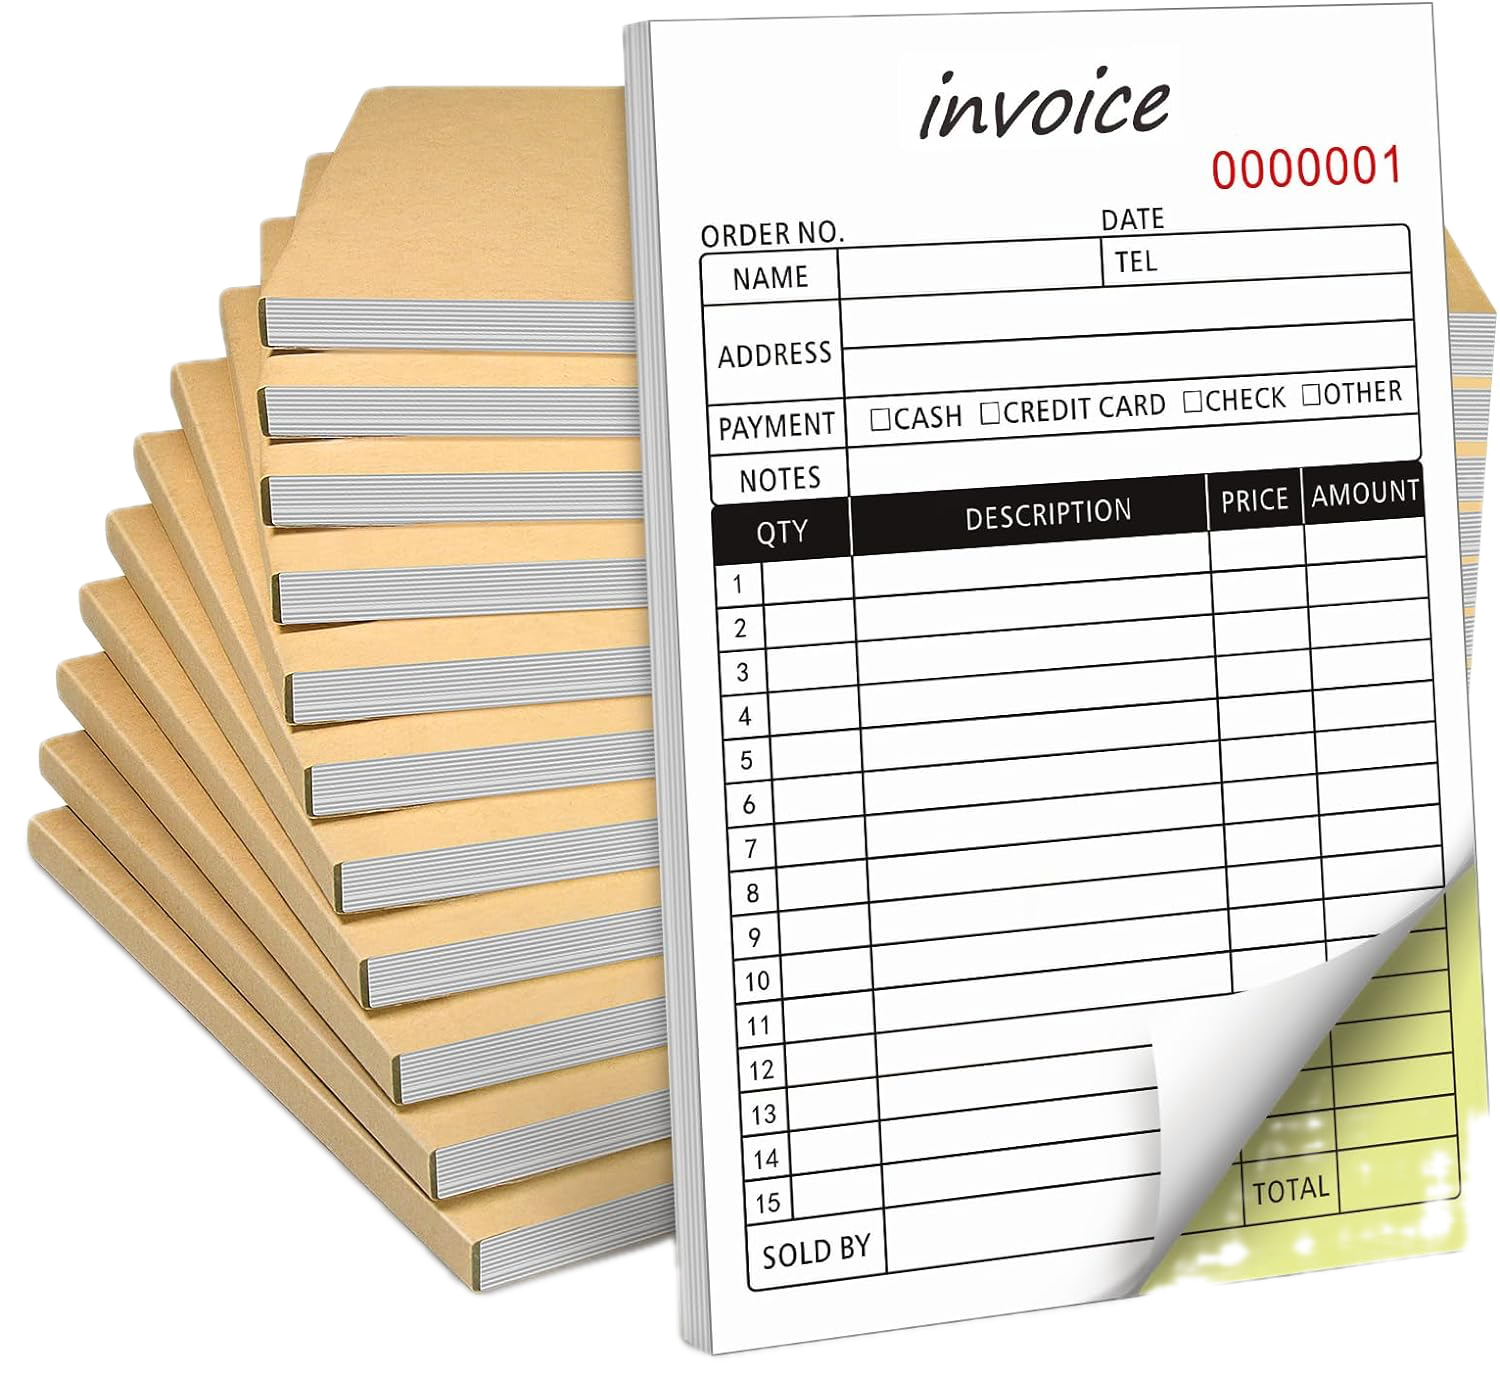 invoice
0000001
ORDER NO. DATE
NAME TEL
ADDRESS
PAYMENT □CASH □CREDIT CARD □CHECK □OTHER
NOTES
QTY DESCRIPTION PRICE AMOUNT
1
2
3
4
5
6
7
8
9
10
11
12
13
14
15
TOTAL
SOLD BY